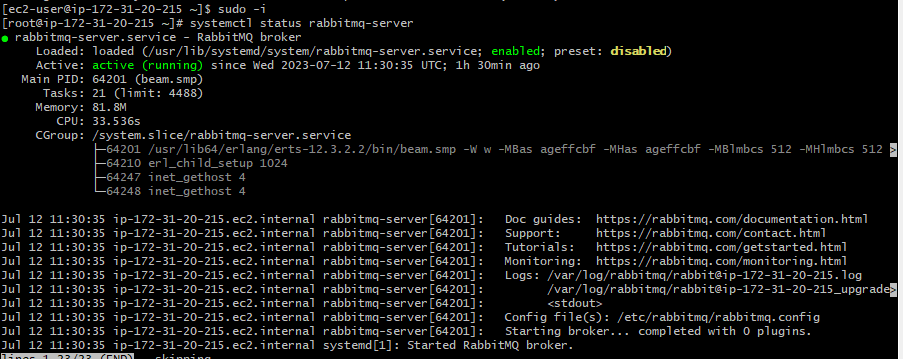 [ec2-user@ip-172-31-20-215 ~]$ sudo -i
[root@ip-172-31-20-215 ~]# systemctl status rabbitmq-server
● rabbitmq-server.service - RabbitMQ broker
Loaded: loaded (/usr/lib/systemd/system/rabbitmq-server.service; enabled; preset: disabled)
Active: active (running) since Wed 2023-07-12 11:30:35 UTC; 1h 30min ago
Main PID: 64201 (beam.smp)
Tasks: 21 (limit: 4488)
Memory: 81.8M
CPU: 33.536s
CGroup: /system.slice/rabbitmq-server.service
├─64201 /usr/lib64/erlang/erts-12.3.2.2/bin/beam.smp -W w -MBas ageffcbf -MHas ageffcbf -MBlmbcs 512 -MHlmbcs 512 >
├─64210 erl_child_setup 1024
├─64247 inet_gethost 4
└─64248 inet_gethost 4
Jul 12 11:30:35 ip-172-31-20-215.ec2.internal rabbitmq-server[64201]: Doc guides: https://rabbitmq.com/documentation.html
Jul 12 11:30:35 ip-172-31-20-215.ec2.internal rabbitmq-server[64201]: Support: https://rabbitmq.com/contact.html
Jul 12 11:30:35 ip-172-31-20-215.ec2.internal rabbitmq-server[64201]: Tutorials: https://rabbitmq.com/getstarted.html
Jul 12 11:30:35 ip-172-31-20-215.ec2.internal rabbitmq-server[64201]: Monitoring: https://rabbitmq.com/monitoring.html
Jul 12 11:30:35 ip-172-31-20-215.ec2.internal rabbitmq-server[64201]: Logs: /var/log/rabbitmq/rabbit@ip-172-31-20-215.log
Jul 12 11:30:35 ip-172-31-20-215.ec2.internal rabbitmq-server[64201]: /var/log/rabbitmq/rabbit@ip-172-31-20-215_upgrade>
Jul 12 11:30:35 ip-172-31-20-215.ec2.internal rabbitmq-server[64201]: <stdout>
Jul 12 11:30:35 ip-172-31-20-215.ec2.internal rabbitmq-server[64201]: Config file(s): /etc/rabbitmq/rabbitmq.config
Jul 12 11:30:35 ip-172-31-20-215.ec2.internal rabbitmq-server[64201]: Starting broker... completed with 0 plugins.
Jul 12 11:30:35 ip-172-31-20-215.ec2.internal systemd[1]: Started RabbitMQ broker.
lines 1-23/23 (END)...skipping...